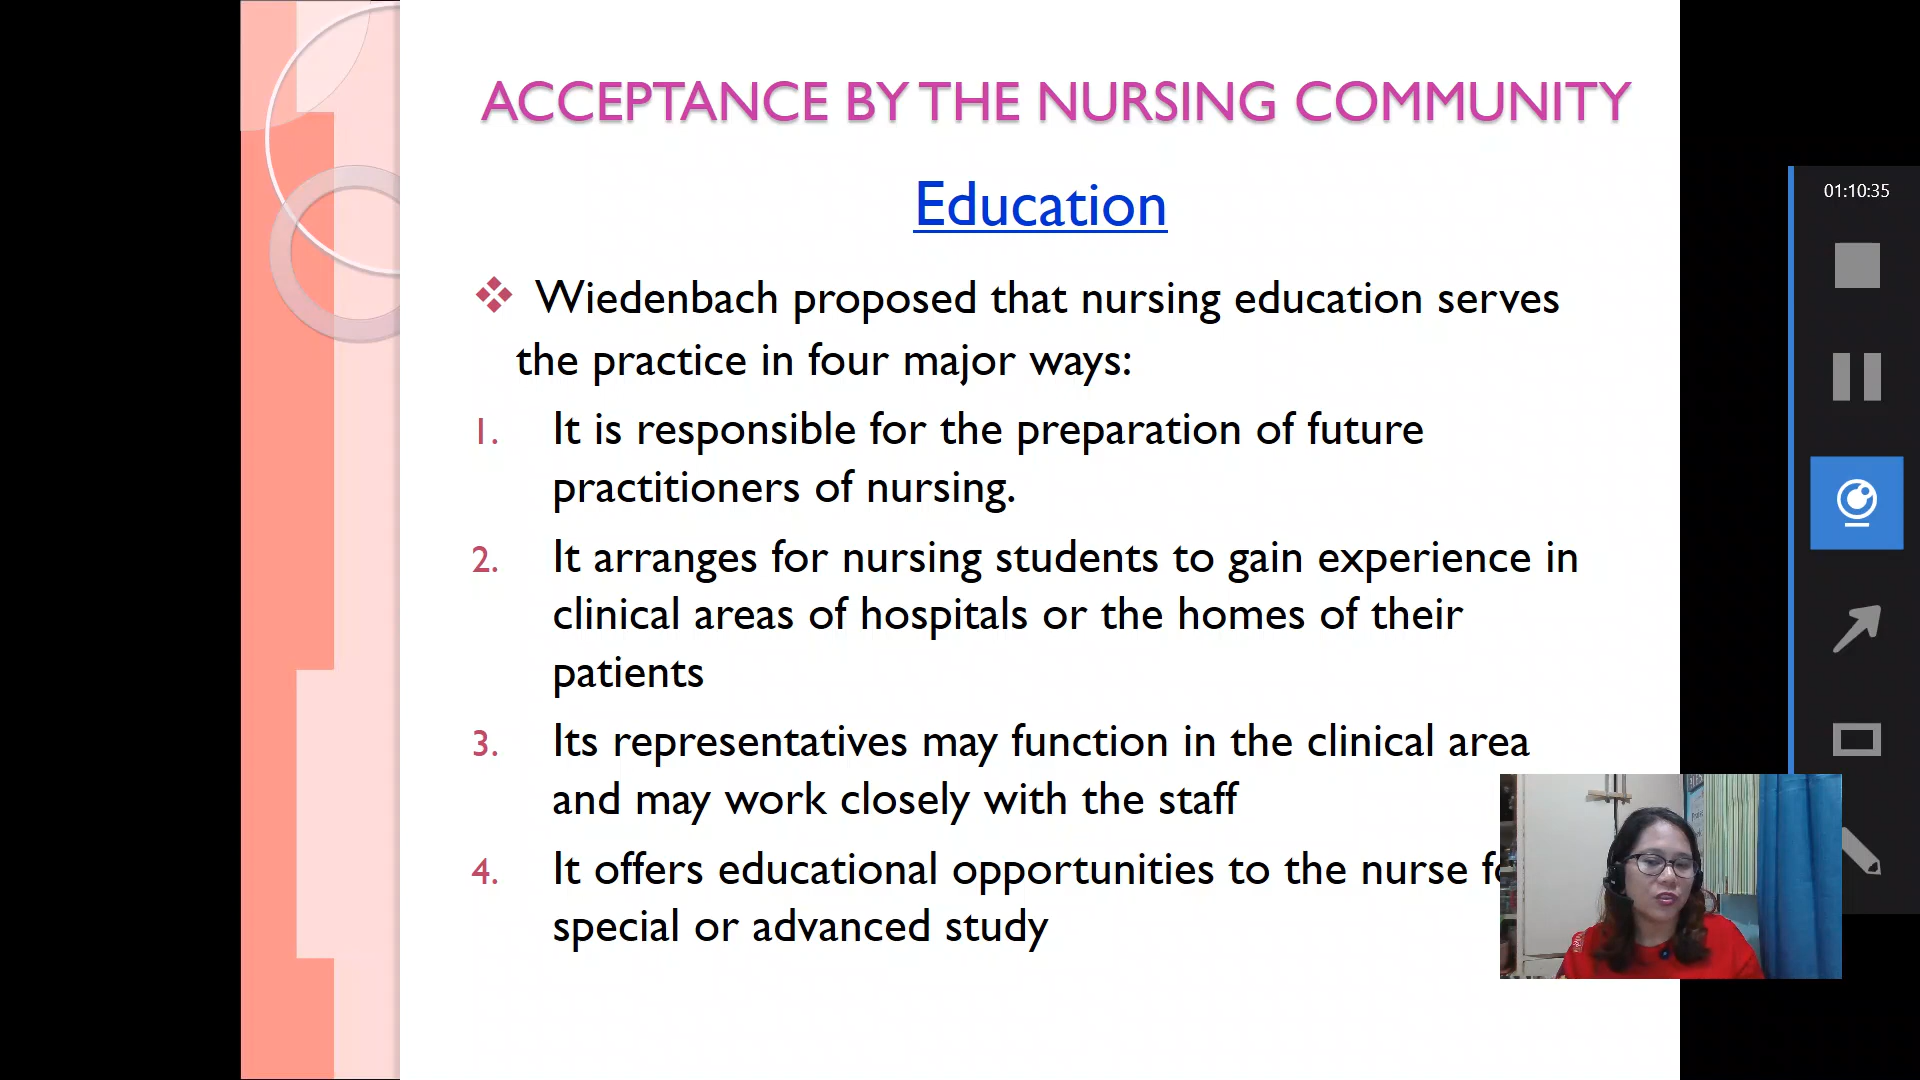 ACCEPTANCE BY THE NURSING COMMUNITY
01:10:35
Education
❖ Wiedenbach proposed that nursing education serves
the practice in four major ways:
1. It is responsible for the preparation of future
practitioners of nursing.
2. It arranges for nursing students to gain experience in
clinical areas of hospitals or the homes of their
patients
3. Its representatives may function in the clinical area
and may work closely with the staff
4. It offers educational opportunities to the nurse
special or advanced study